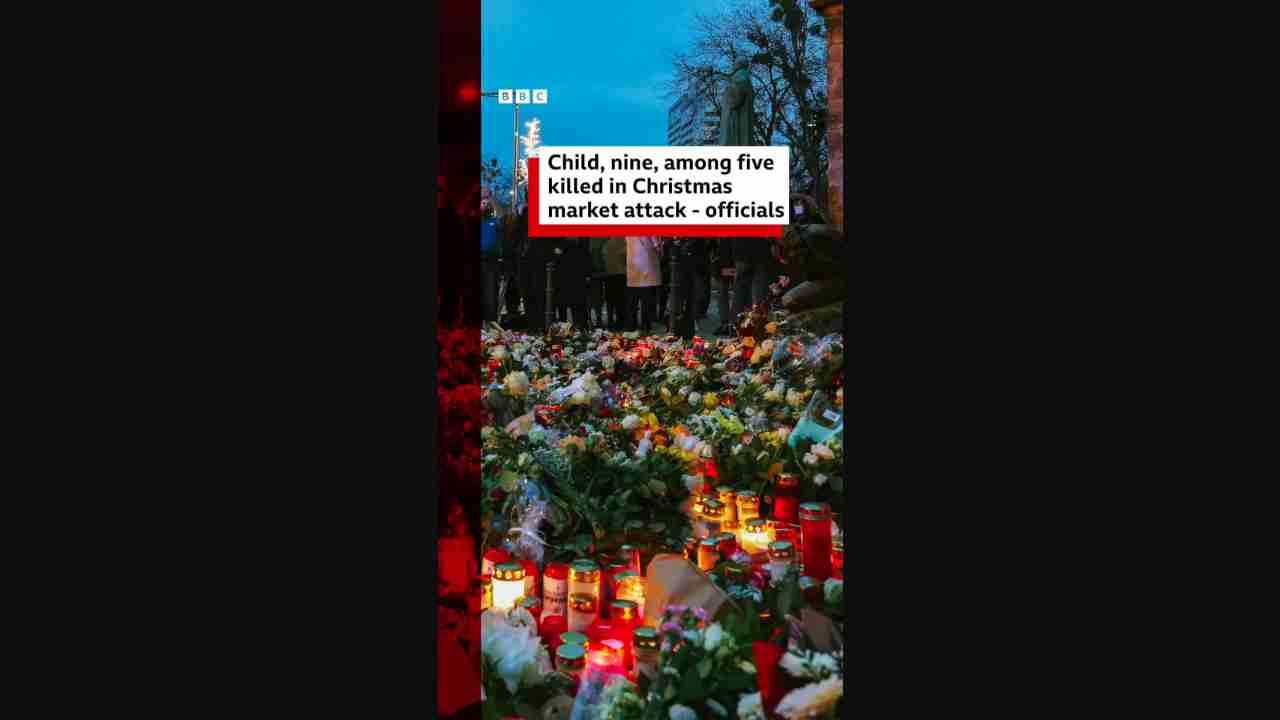 BBC
Child, nine, among five
killed in Christmas
market attack - officials